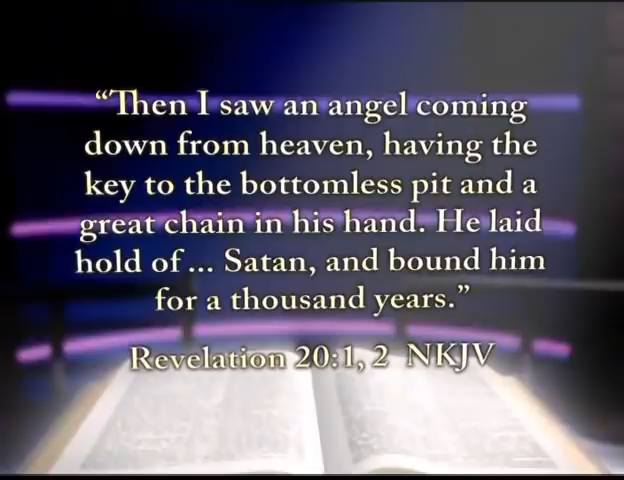 “Then I saw an angel coming
down from heaven, having the
key to the bottomless pit and a
great chain in his hand. He laid
hold of ... Satan, and bound him
for a thousand years.”
Revelation 20:1, 2 NKJV